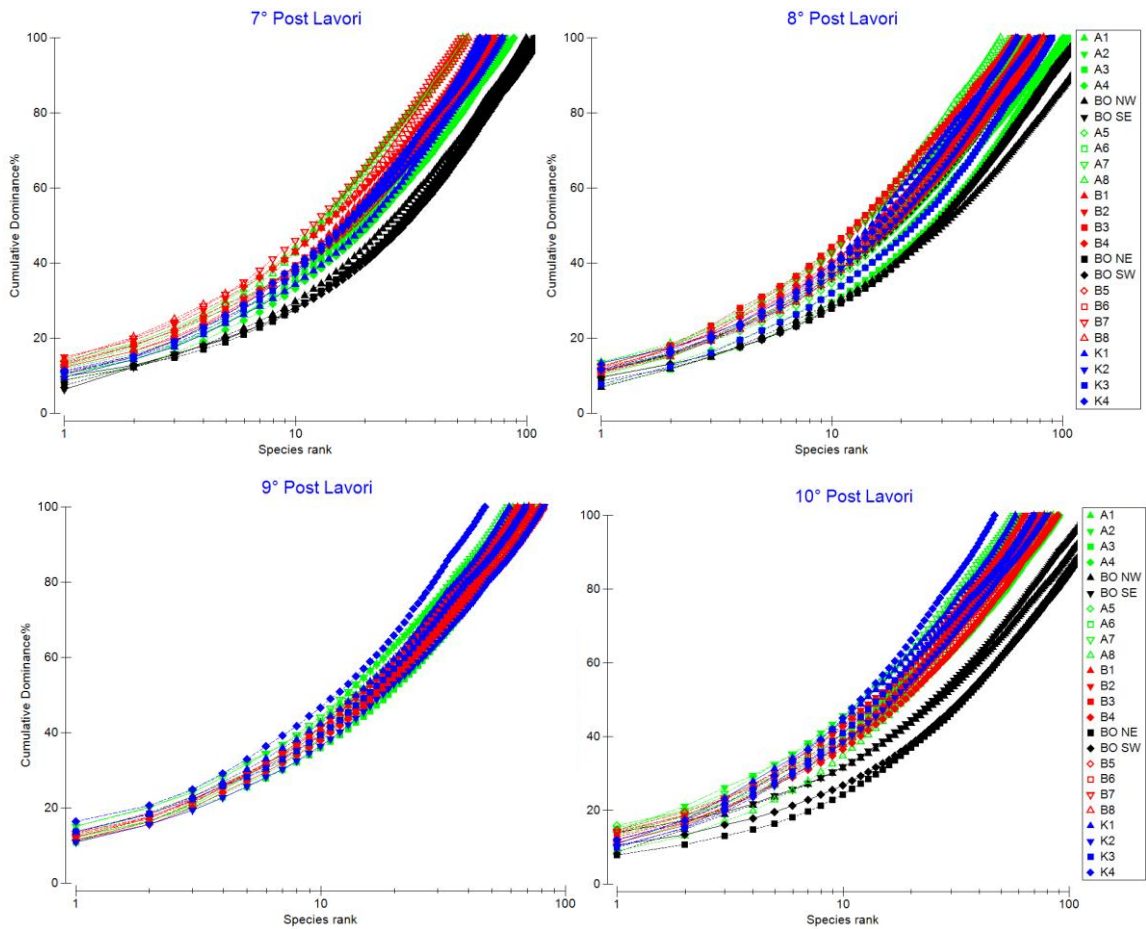 7° Post Lavori
100
80
60
40
20
0
Cumulative Dominance%
1
10
100
Species rank
8° Post Lavori
100
80
60
40
20
0
Cumulative Dominance%
1
10
100
Species rank
A1
A2
A3
A4
BO NW
BO SE
A5
A6
A7
A8
B1
B2
B3
B4
BO NE
BO SW
B5
B6
B7
B8
K1
K2
K3
K4
9° Post Lavori
100
80
60
40
20
0
Cumulative Dominance%
1
10
100
Species rank
10° Post Lavori
100
80
60
40
20
0
Cumulative Dominance%
1
10
100
Species rank
A1
A2
A3
A4
BO NW
BO SE
A5
A6
A7
A8
B1
B2
B3
B4
BO NE
BO SW
B5
B6
B7
B8
K1
K2
K3
K4